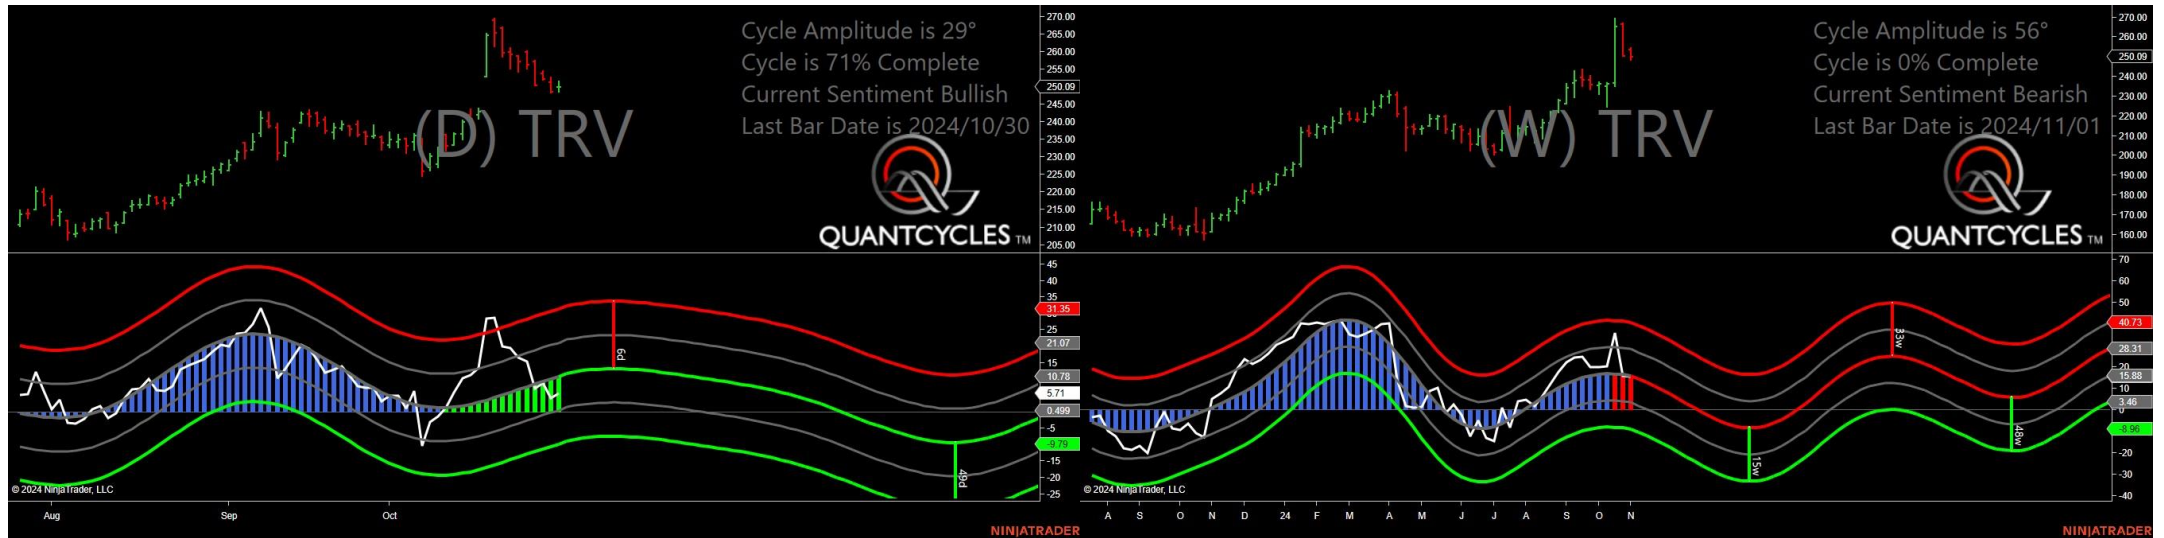 Cycle Amplitude is 29°
Cycle is 71% Complete
Current Sentiment Bullish
Last Bar Date is 2024/10/30
(D) TRV
QUANTCYCLES TM
270.00
265.00
260.00
255.00
250.09
245.00
240.00
235.00
230.00
225.00
220.00
215.00
210.00
205.00
45
40
35
31.35
25
21.07
15
10.78
5.71
0.499
-5
-9.79
-15
-20
-25
6d
49d
© 2024 NinjaTrader, LLC
Aug Sep Oct
NINJATRADER
Cycle Amplitude is 56°
Cycle is 0% Complete
Current Sentiment Bearish
Last Bar Date is 2024/11/01
(W) TRV
QUANTCYCLES TM
270.00
260.00
250.09
240.00
230.00
220.00
210.00
200.00
190.00
180.00
170.00
160.00
70
60
50
40.73
28.31
20
15.88
10
3.46
0
-8.96
-20
-30
-40
33w
15w
48w
© 2024 NinjaTrader, LLC
A S O N D 24 F M A M J J A S O N
NINJATRADER